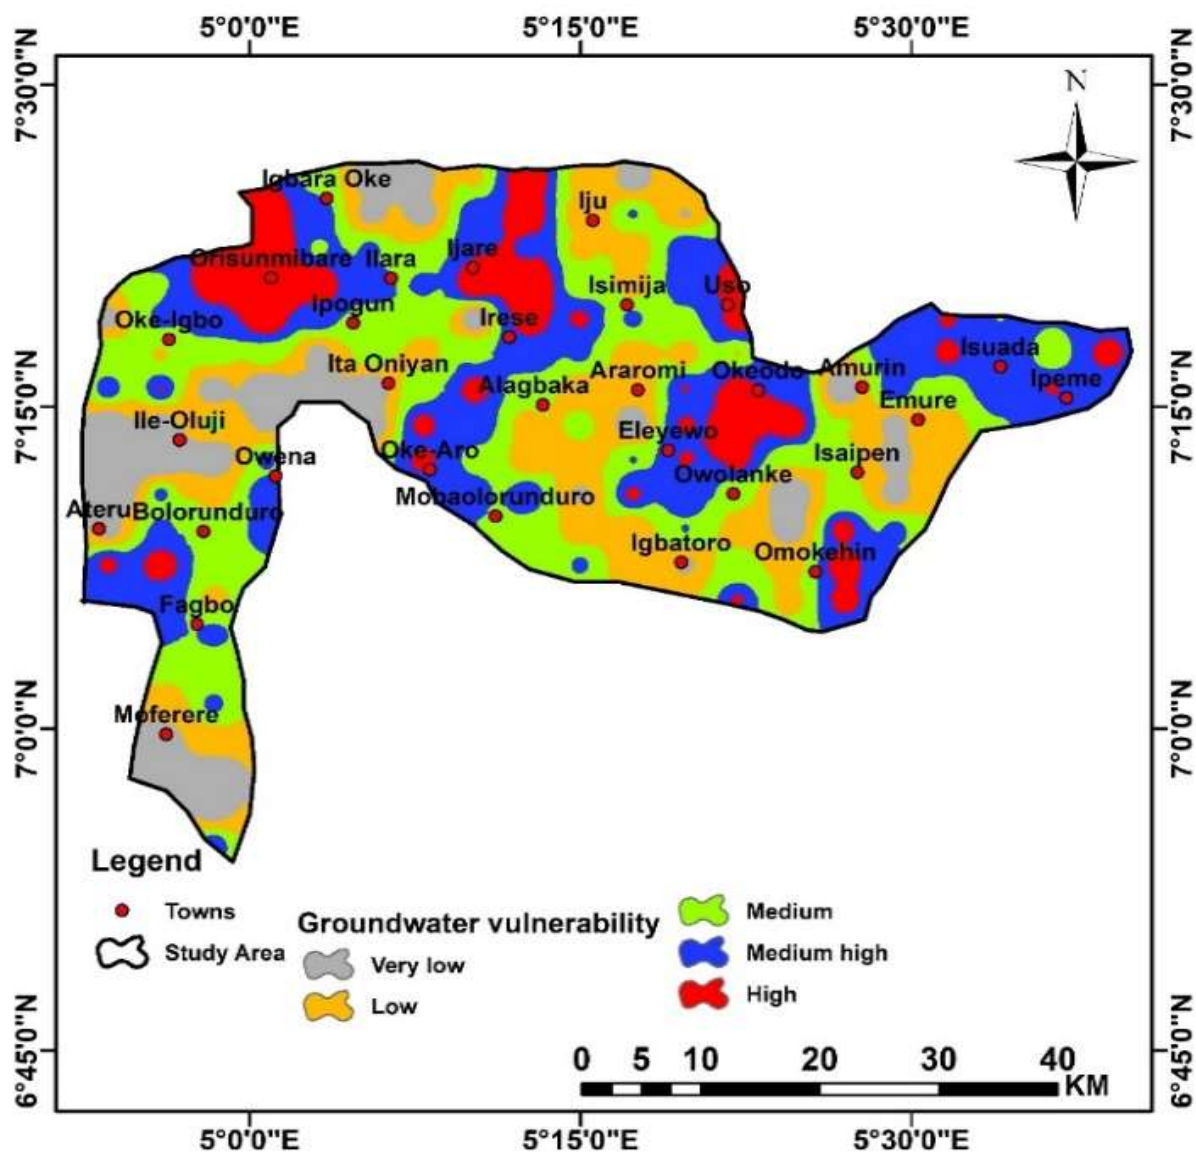 5°0'0"E 5°15'0"E 5°30'0"E
N
7°30'0"N 7°30'0"N
Igbara Oke
Iju
Orisunmibare Ilara Ijare
Isimija Uso
Ipogun
Oke-Igbo Irese
Isuada
Ita Oniyan Araromi Okeodo Amurin
Alagbaka Ipeme
7°15'0"N 7°15'0"N
Emure
Ile-Oluji Eleyewo
Owena Oke-Aro Isaipen
Owolanke
Mobaolorunduro
Ateru Bolorunduro
Igbatoro Omokehin
Fagbo
Moferere
7°0'0"N 7°0'0"N
Legend
Towns
Study Area
Groundwater vulnerability
Very low
Low
Medium
Medium high
High
6°45'0"N 6°45'0"N
0 5 10 20 30 40
KM
5°0'0"E 5°15'0"E 5°30'0"E